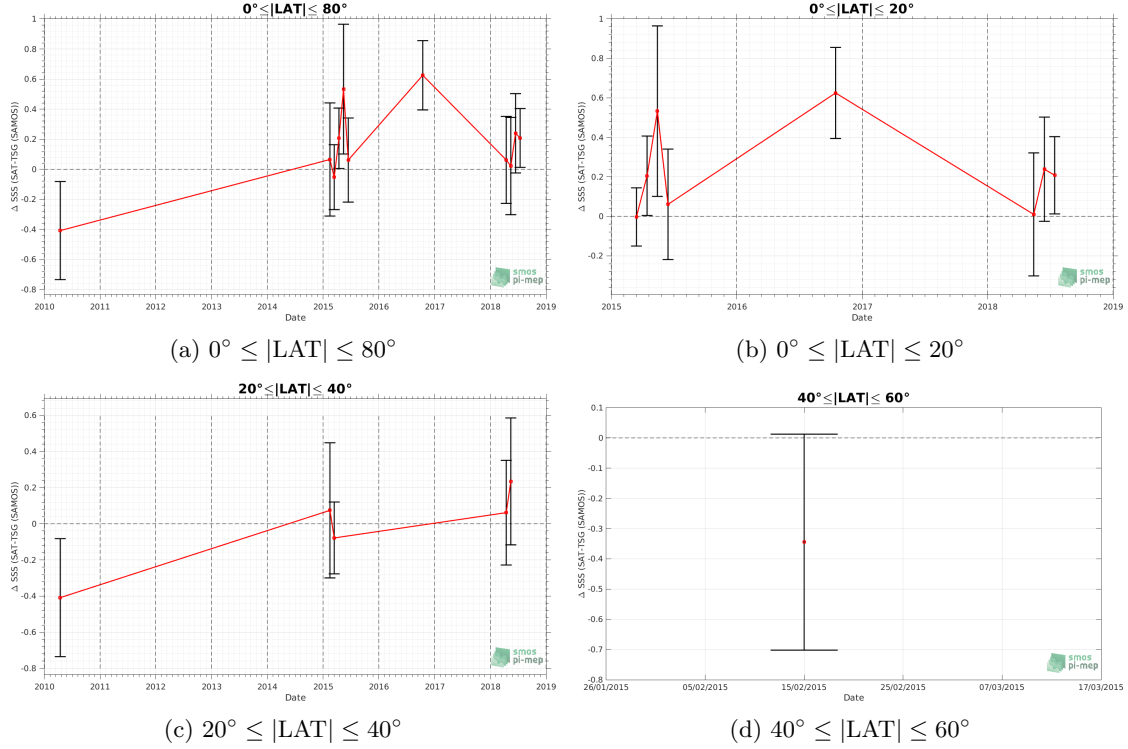 0°≤|LAT|≤ 80°
Δ SSS (SAT-TSG (SAMOS))
1
0.8
0.6
0.4
0.2
0
-0.2
-0.4
-0.6
-0.8
2010 2011 2012 2013 2014 2015 2016 2017 2018 2019
Date
smos
pi-mep
(a) 0° ≤ |LAT| ≤ 80°
0°≤|LAT|≤ 20°
Δ SSS (SAT-TSG (SAMOS))
1
0.8
0.6
0.4
0.2
0
-0.2
2015 2016 2017 2018 2019
Date
smos
pi-mep
(b) 0° ≤ |LAT| ≤ 20°
20°≤|LAT|≤ 40°
Δ SSS (SAT-TSG (SAMOS))
0.6
0.4
0.2
0
-0.2
-0.4
-0.6
-0.8
2010 2011 2012 2013 2014 2015 2016 2017 2018 2019
Date
smos
pi-mep
(c) 20° ≤ |LAT| ≤ 40°
40°≤|LAT|≤ 60°
Δ SSS (SAT-TSG (SAMOS))
0.1
0
-0.1
-0.2
-0.3
-0.4
-0.5
-0.6
-0.7
-0.8
26/01/2015 05/02/2015 15/02/2015 25/02/2015 07/03/2015 17/03/2015
Date
smos
pi-mep
(d) 40° ≤ |LAT| ≤ 60°